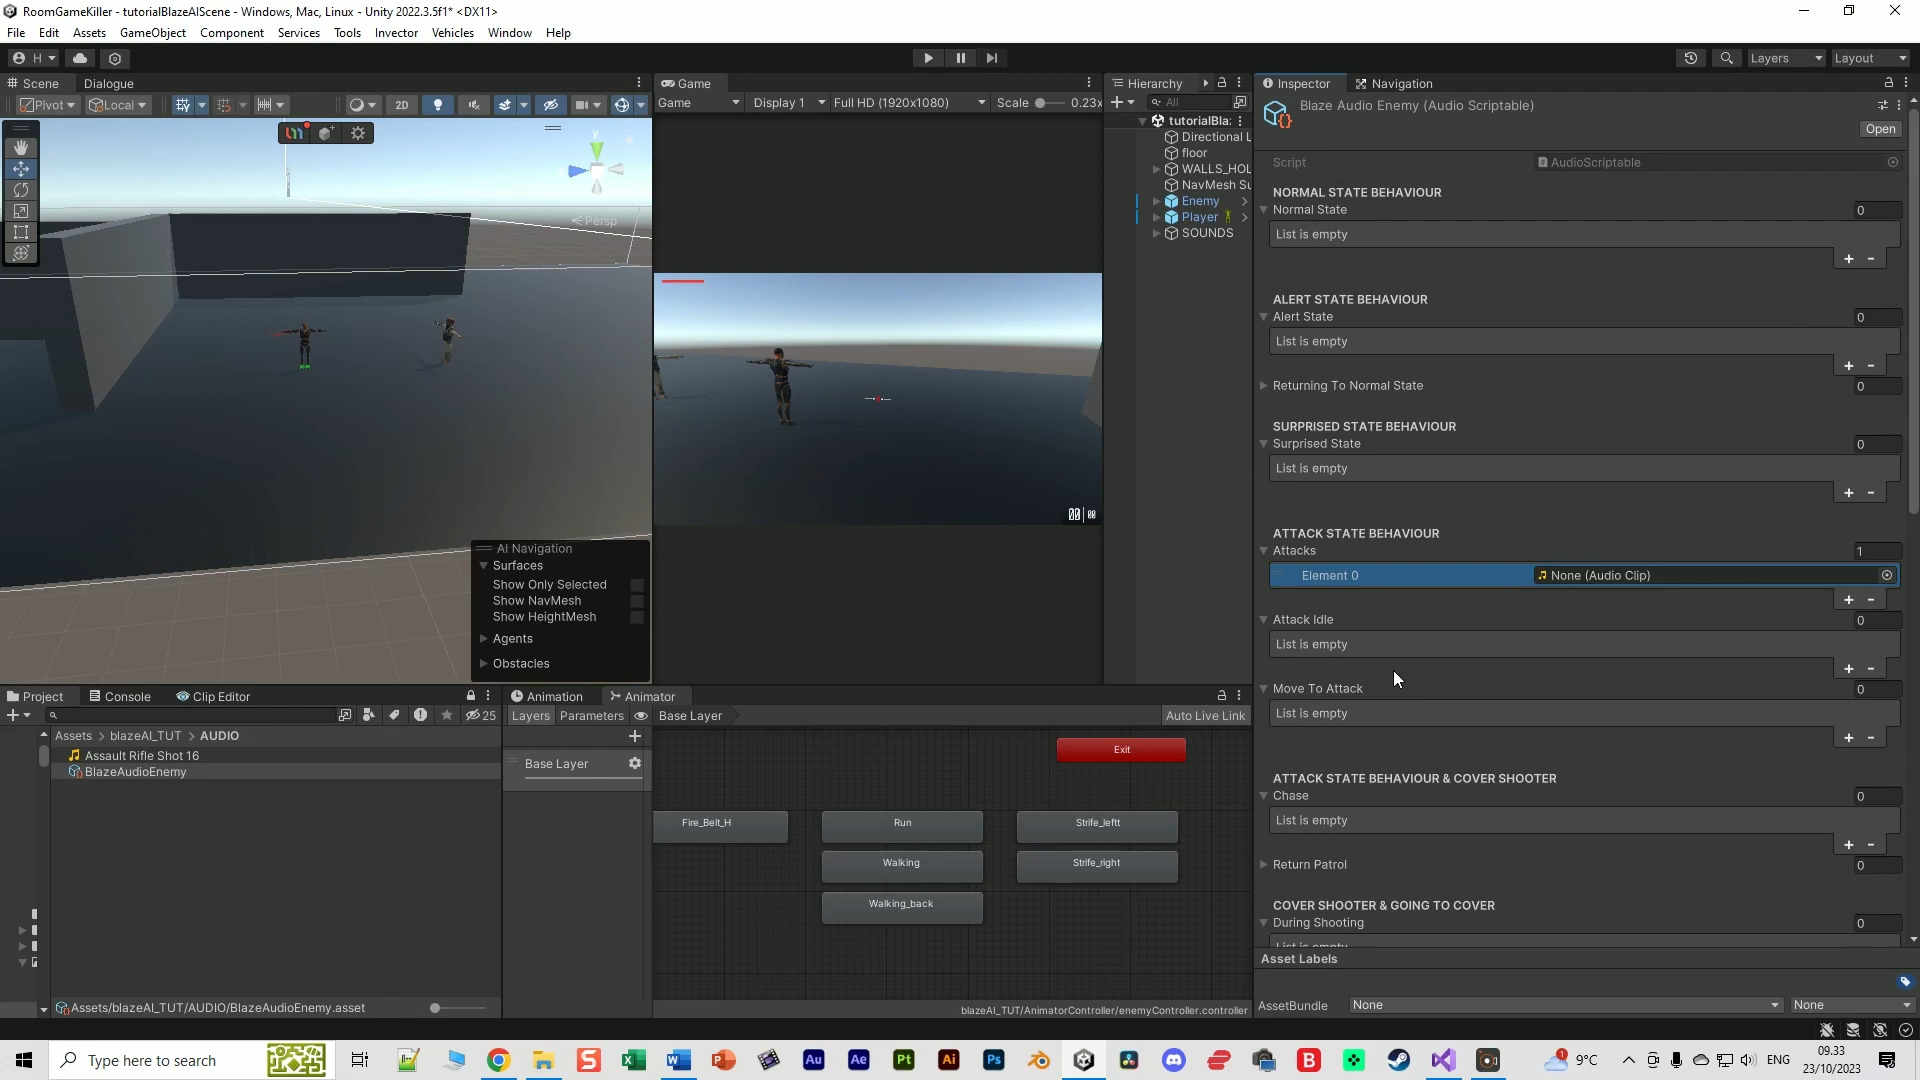 RoomGameKiller - tutorialBlazeAIScene - Windows, Mac, Linux - Unity 2022.3.5f1* <DX11>
File Edit Assets GameObject Component Services Tools Invector Vehicles Window Help
H
Layers Layout
Scene Dialogue
Pivot Local 2D
Persp
y
AI Navigation
Surfaces
Show Only Selected
Show NavMesh
Show HeightMesh
Agents
Obstacles
Game
Game Display 1 Full HD (1920x1080) Scale 0.23x
Hierarchy
All
tutorialBla:
Directional L
floor
WALLS_HOL
NavMesh Su
Enemy
Player
SOUNDS
Inspector Navigation
Blaze Audio Enemy (Audio Scriptable)
Open
Script AudioScriptable
NORMAL STATE BEHAVIOUR
Normal State 0
List is empty
ALERT STATE BEHAVIOUR
Alert State 0
List is empty
Returning To Normal State 0
SURPRISED STATE BEHAVIOUR
Surprised State 0
List is empty
ATTACK STATE BEHAVIOUR
Attacks 1
Element 0 None (Audio Clip)
Attack Idle 0
List is empty
Move To Attack 0
List is empty
ATTACK STATE BEHAVIOUR & COVER SHOOTER
Chase 0
List is empty
Return Patrol 0
COVER SHOOTER & GOING TO COVER
During Shooting 0
List is empty
Asset Labels
AssetBundle None None
Project Console Clip Editor
25
Assets > blazeAI_TUT > AUDIO
Assault Rifle Shot 16
BlazeAudioEnemy
Assets/blazeAI_TUT/AUDIO/BlazeAudioEnemy.asset
Animation Animator
Layers Parameters Base Layer Auto Live Link
Base Layer
Exit
Fire_Belt_H Run Strife_leftt
Walking Strife_right
Walking_back
blazeAI_TUT/AnimatorController/enemyController.controller
Type here to search
9°C ENG
09.33
23/10/2023